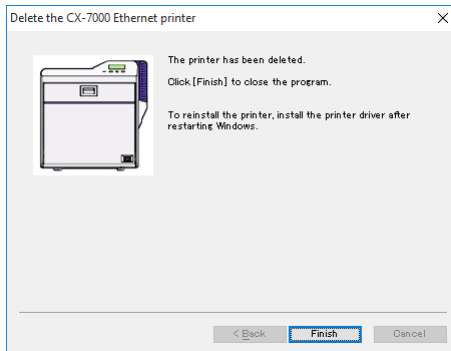 Delete the CX-7000 Ethernet printer
The printer has been deleted.
Click [Finish] to close the program.
To reinstall the printer, install the printer driver after
restarting Windows.
< Back
Finish
Cancel